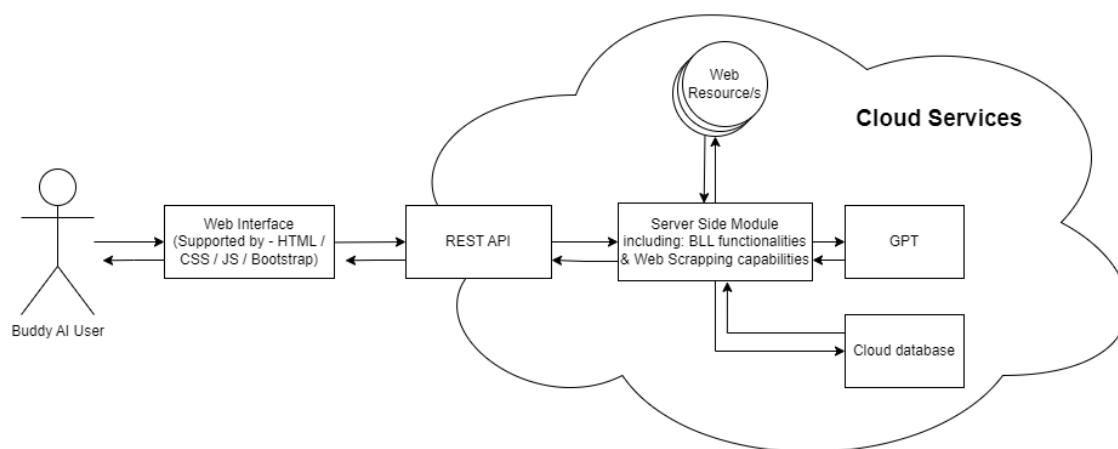 Web
Resource/s
Cloud Services
Web Interface
(Supported by - HTML /
CSS / JS / Bootstrap)
REST API
Server Side Module
including: BLL functionalities
& Web Scrapping capabilities
GPT
Buddy AI User
Cloud database